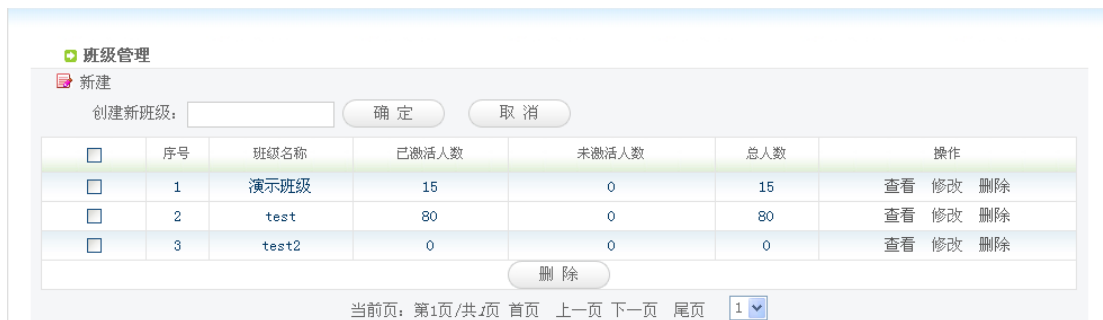 班级管理
新建
创建新班级： 确 定 取 消
序号 班级名称 已激活人数 未激活人数 总人数 操作
1 演示班级 15 0 15 查看 修改 删除
2 test 80 0 80 查看 修改 删除
3 test2 0 0 0 查看 修改 删除
删 除
当前页：第1页/共1页 首页 上一页 下一页 尾页 1